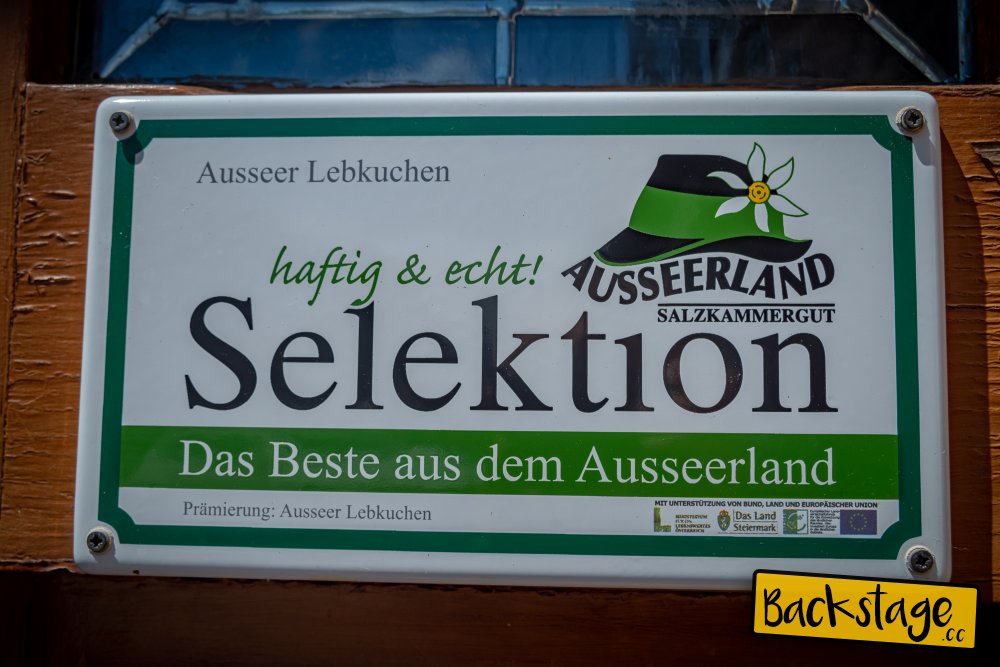 Ausseer Lebkuchen
haftig & echt!
AUSSEERLAND
SALZKAMMERGUT
Selektion
Das Beste aus dem Ausseerland
Prämierung: Ausseer Lebkuchen
MIT UNTERSTÜTZUNG VON BUND, LAND UND EUROPÄISCHER UNION
Das Land
Steiermark
Backstage
.cc